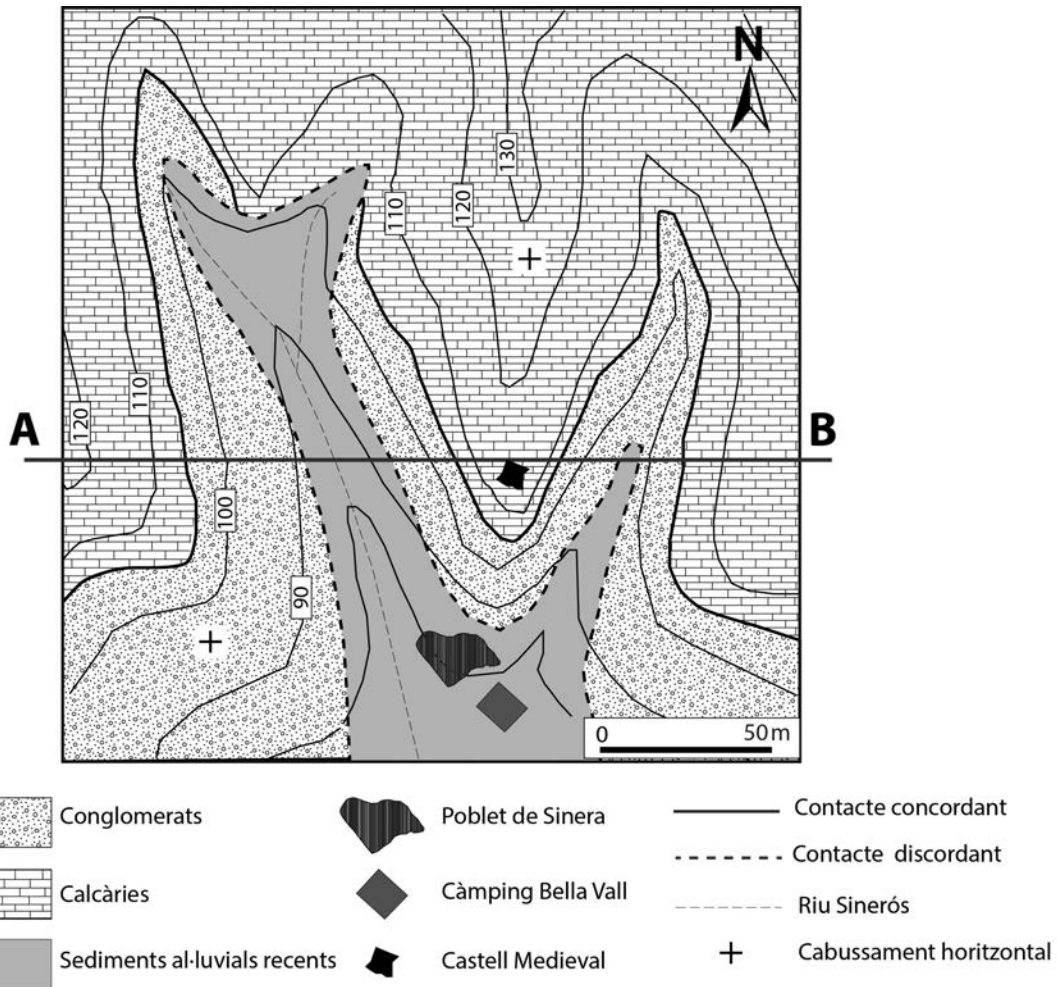 N
130
120
110
110
120
A
B
100
90
0 50 m
Conglomerats
Poblet de Sinera
Contacte concordant
Calcàries
Càmping Bella Vall
Contacte discordant
Riu Sinerós
Sediments al·luvials recents
Castell Medieval
Cabussament horitzontal